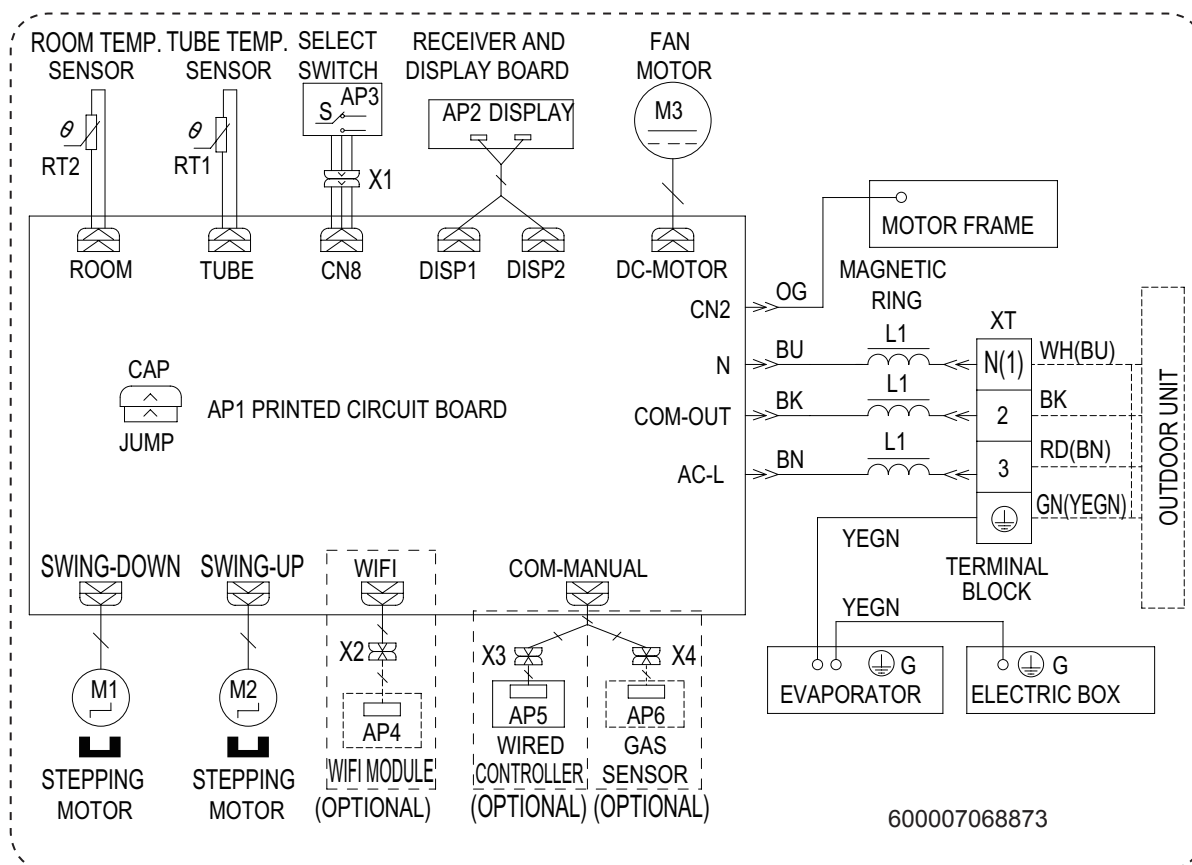 ROOM TEMP.
SENSOR
TUBE TEMP.
SENSOR
SELECT
SWITCH
RECEIVER AND
DISPLAY BOARD
FAN
MOTOR
θ
RT2
θ
RT1
S AP3
X1
AP2 DISPLAY
M3
ROOM
TUBE
CN8
DISP1
DISP2
DC-MOTOR
MOTOR FRAME
MAGNETIC
RING
CN2
OG
N
BU
L1
COM-OUT
BK
L1
AC-L
BN
L1
XT
N(1)
2
3
WH(BU)
BK
RD(BN)
GN(YEGN)
OUTDOOR UNIT
YEGN
TERMINAL
BLOCK
YEGN
G
EVAPORATOR
G
ELECTRIC BOX
CAP
JUMP
AP1 PRINTED CIRCUIT BOARD
SWING-DOWN
SWING-UP
WIFI
COM-MANUAL
M1
STEPPING
MOTOR
M2
STEPPING
MOTOR
X2
AP4
WIFI MODULE
(OPTIONAL)
X3
AP5
WIRED
CONTROLLER
(OPTIONAL)
X4
AP6
GAS
SENSOR
(OPTIONAL)
600007068873